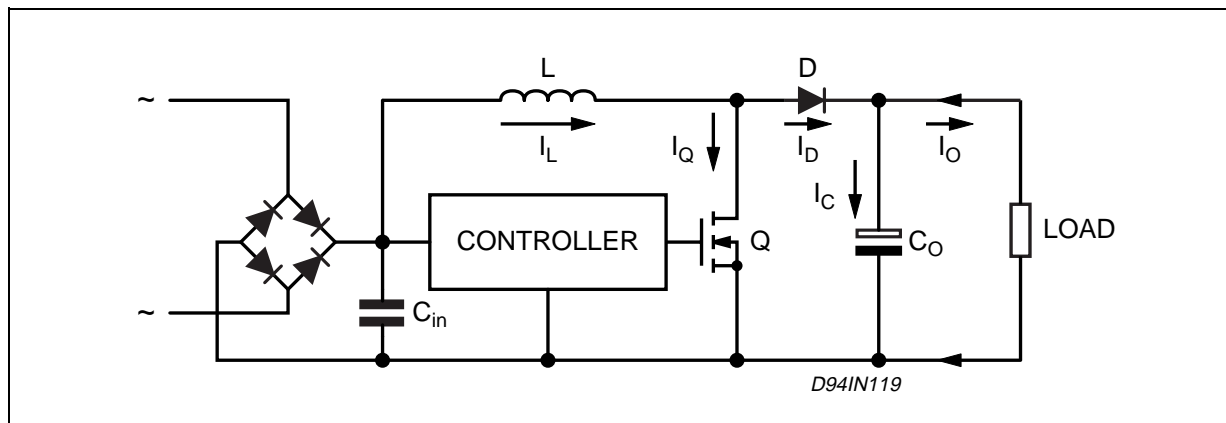 L
D
~
I_L
I_Q
I_D
I_O
I_C
CONTROLLER
Q
C_O
LOAD
~
C_in
D94IN119